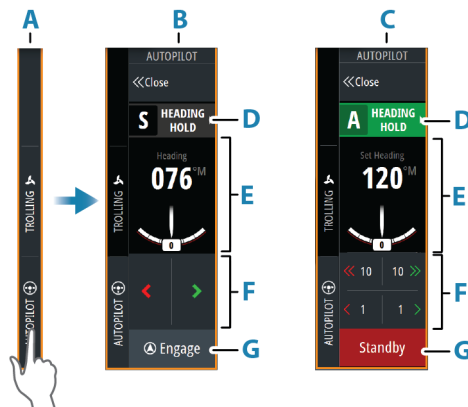 A
B
C
TROLLING
AUTOPILOT
AUTOPILOT
Close
S HEADING
HOLD
D
Heading
076°M
0
E
TROLLING
AUTOPILOT
F
Engage
G
AUTOPILOT
Close
A HEADING
HOLD
D
Set Heading
120°M
0
E
TROLLING
AUTOPILOT
10 10
1 1
F
Standby
G